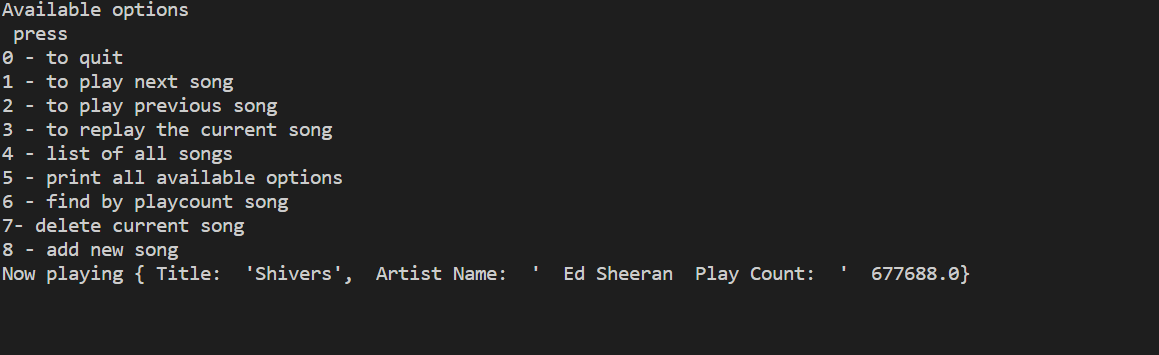 Available options
 press
0 - to quit
1 - to play next song
2 - to play previous song
3 - to replay the current song
4 - list of all songs
5 - print all available options
6 - find by playcount song
7- delete current song
8 - add new song
Now playing { Title:  'Shivers',  Artist Name:  '  Ed Sheeran  Play Count:  '  677688.0}